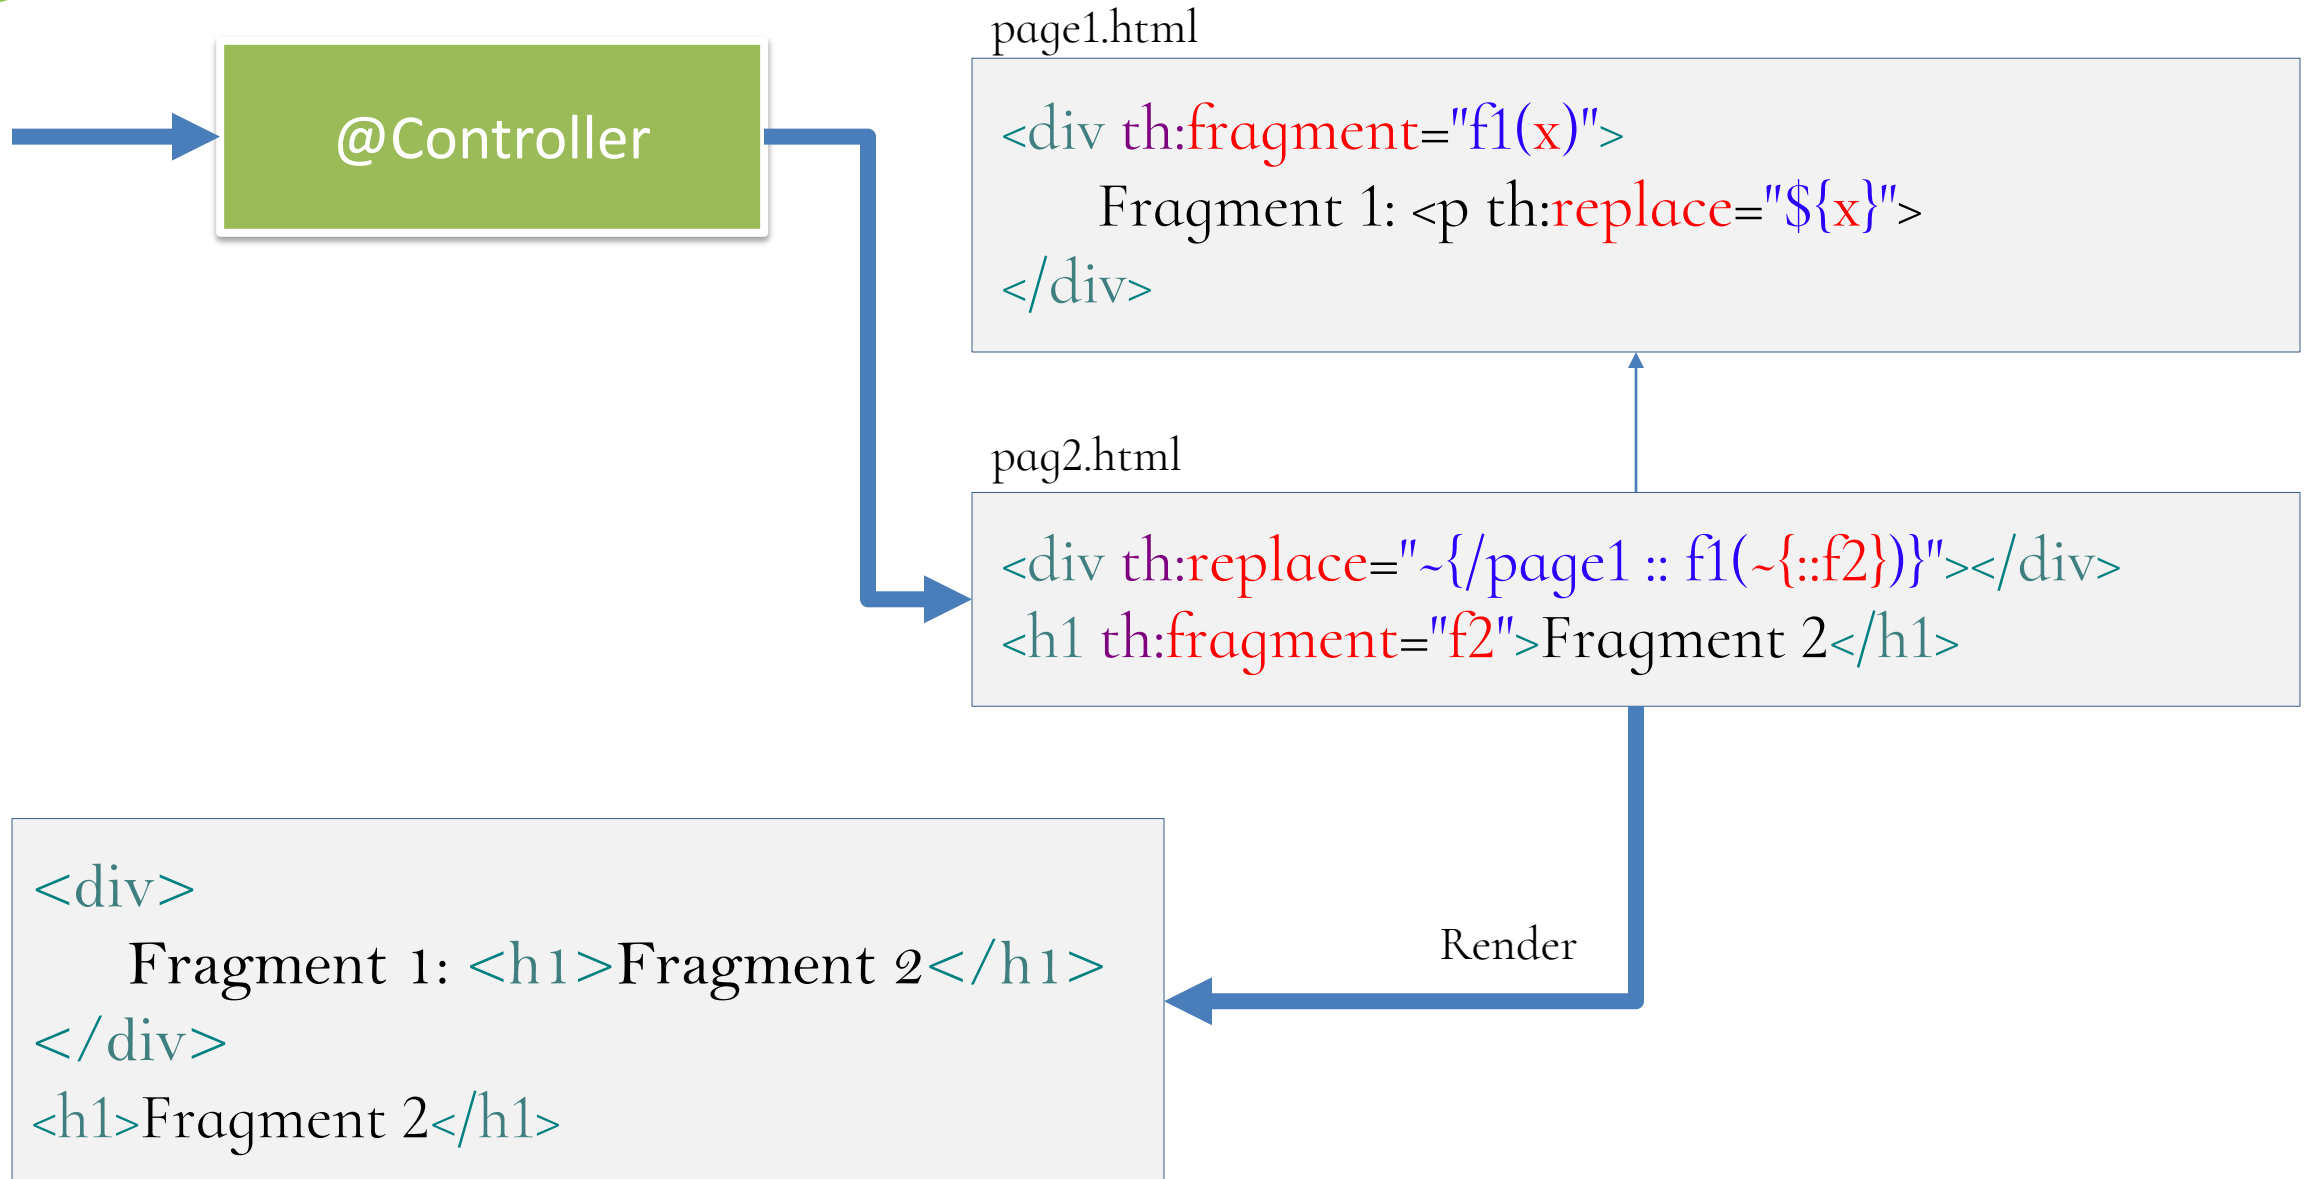 page1.html
@Controller
<div th:fragment="f1(x)">
Fragment 1: <p th:replace="${x}">
</div>
pag2.html
<div th:replace="~{/page1 :: f1(~{::f2})}"></div>
<h1 th:fragment="f2">Fragment 2</h1>
Render
<div>
Fragment 1: <h1>Fragment 2</h1>
</div>
<h1>Fragment 2</h1>